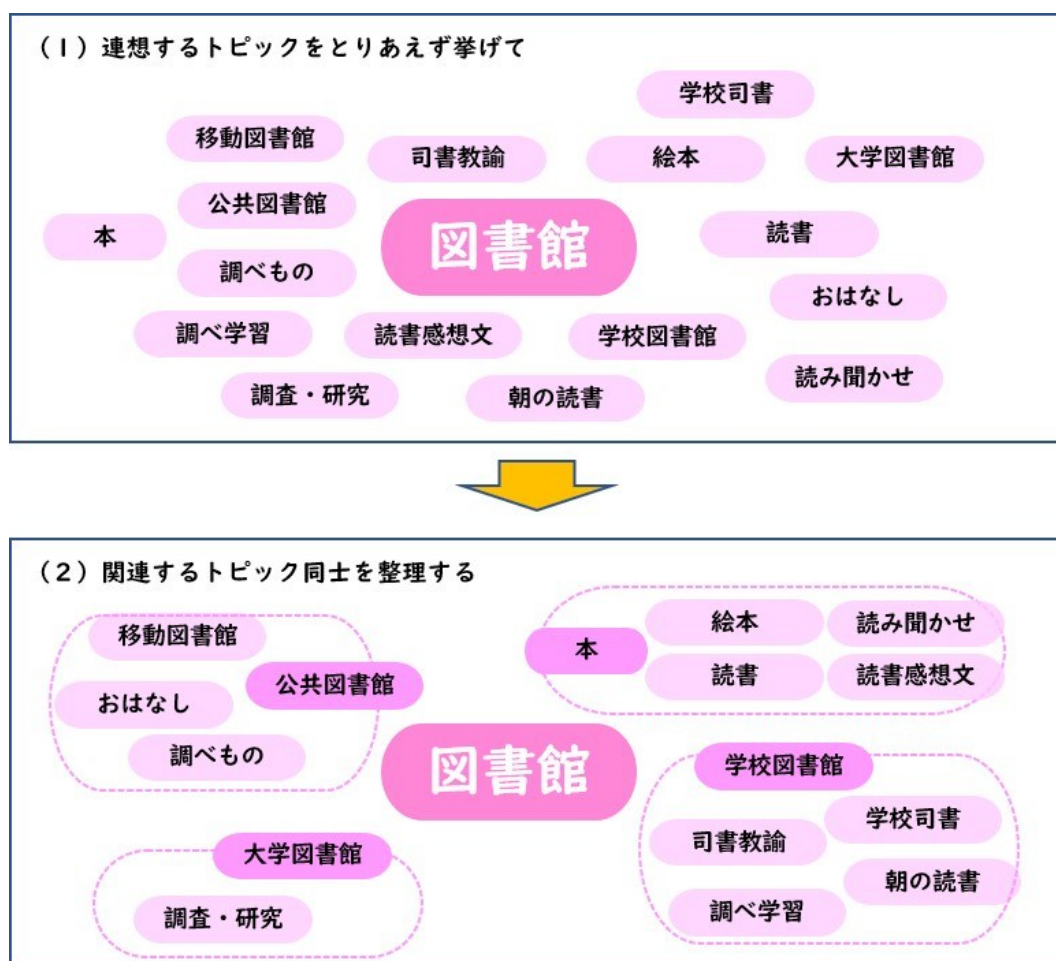 （１）連想するトピックをとりあえず挙げて
学校司書
移動図書館
司書教諭
絵本
大学図書館
公共図書館
本
図書館
読書
調べもの
おはなし
調べ学習
読書感想文
学校図書館
読み聞かせ
調査・研究
朝の読書
（２）関連するトピック同士を整理する
移動図書館
公共図書館
おはなし
調べもの
本
絵本
読み聞かせ
読書
読書感想文
図書館
学校図書館
学校司書
司書教諭
朝の読書
調べ学習
大学図書館
調査・研究